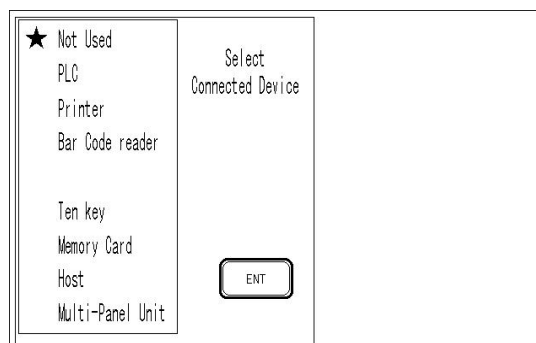 ★ Not Used
PLC
Printer
Bar Code reader
Ten key
Memory Card
Host
Multi-Panel Unit
Select
Connected Device
ENT